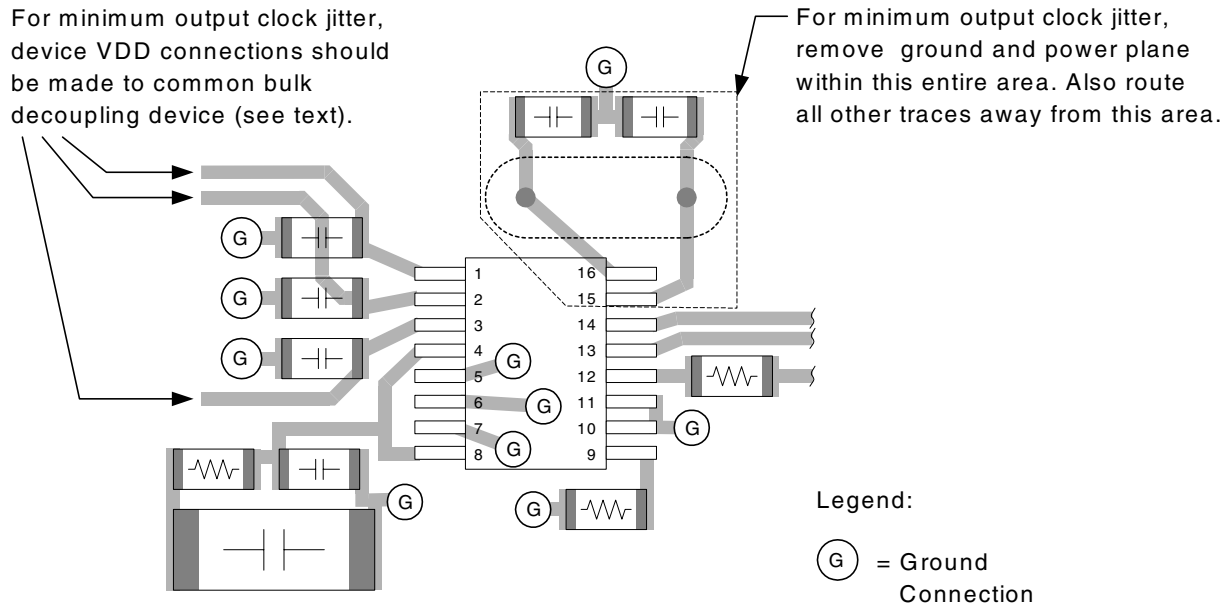 For minimum output clock jitter,
device VDD connections should
be made to common bulk
decoupling device (see text).
For minimum output clock jitter,
remove ground and power plane
within this entire area. Also route
all other traces away from this area.
G
G
G
G
1
2
3
4
5
6
7
8
16
15
14
13
12
11
10
9
G
G
G
G
G
G
Legend:
G = Ground
Connection